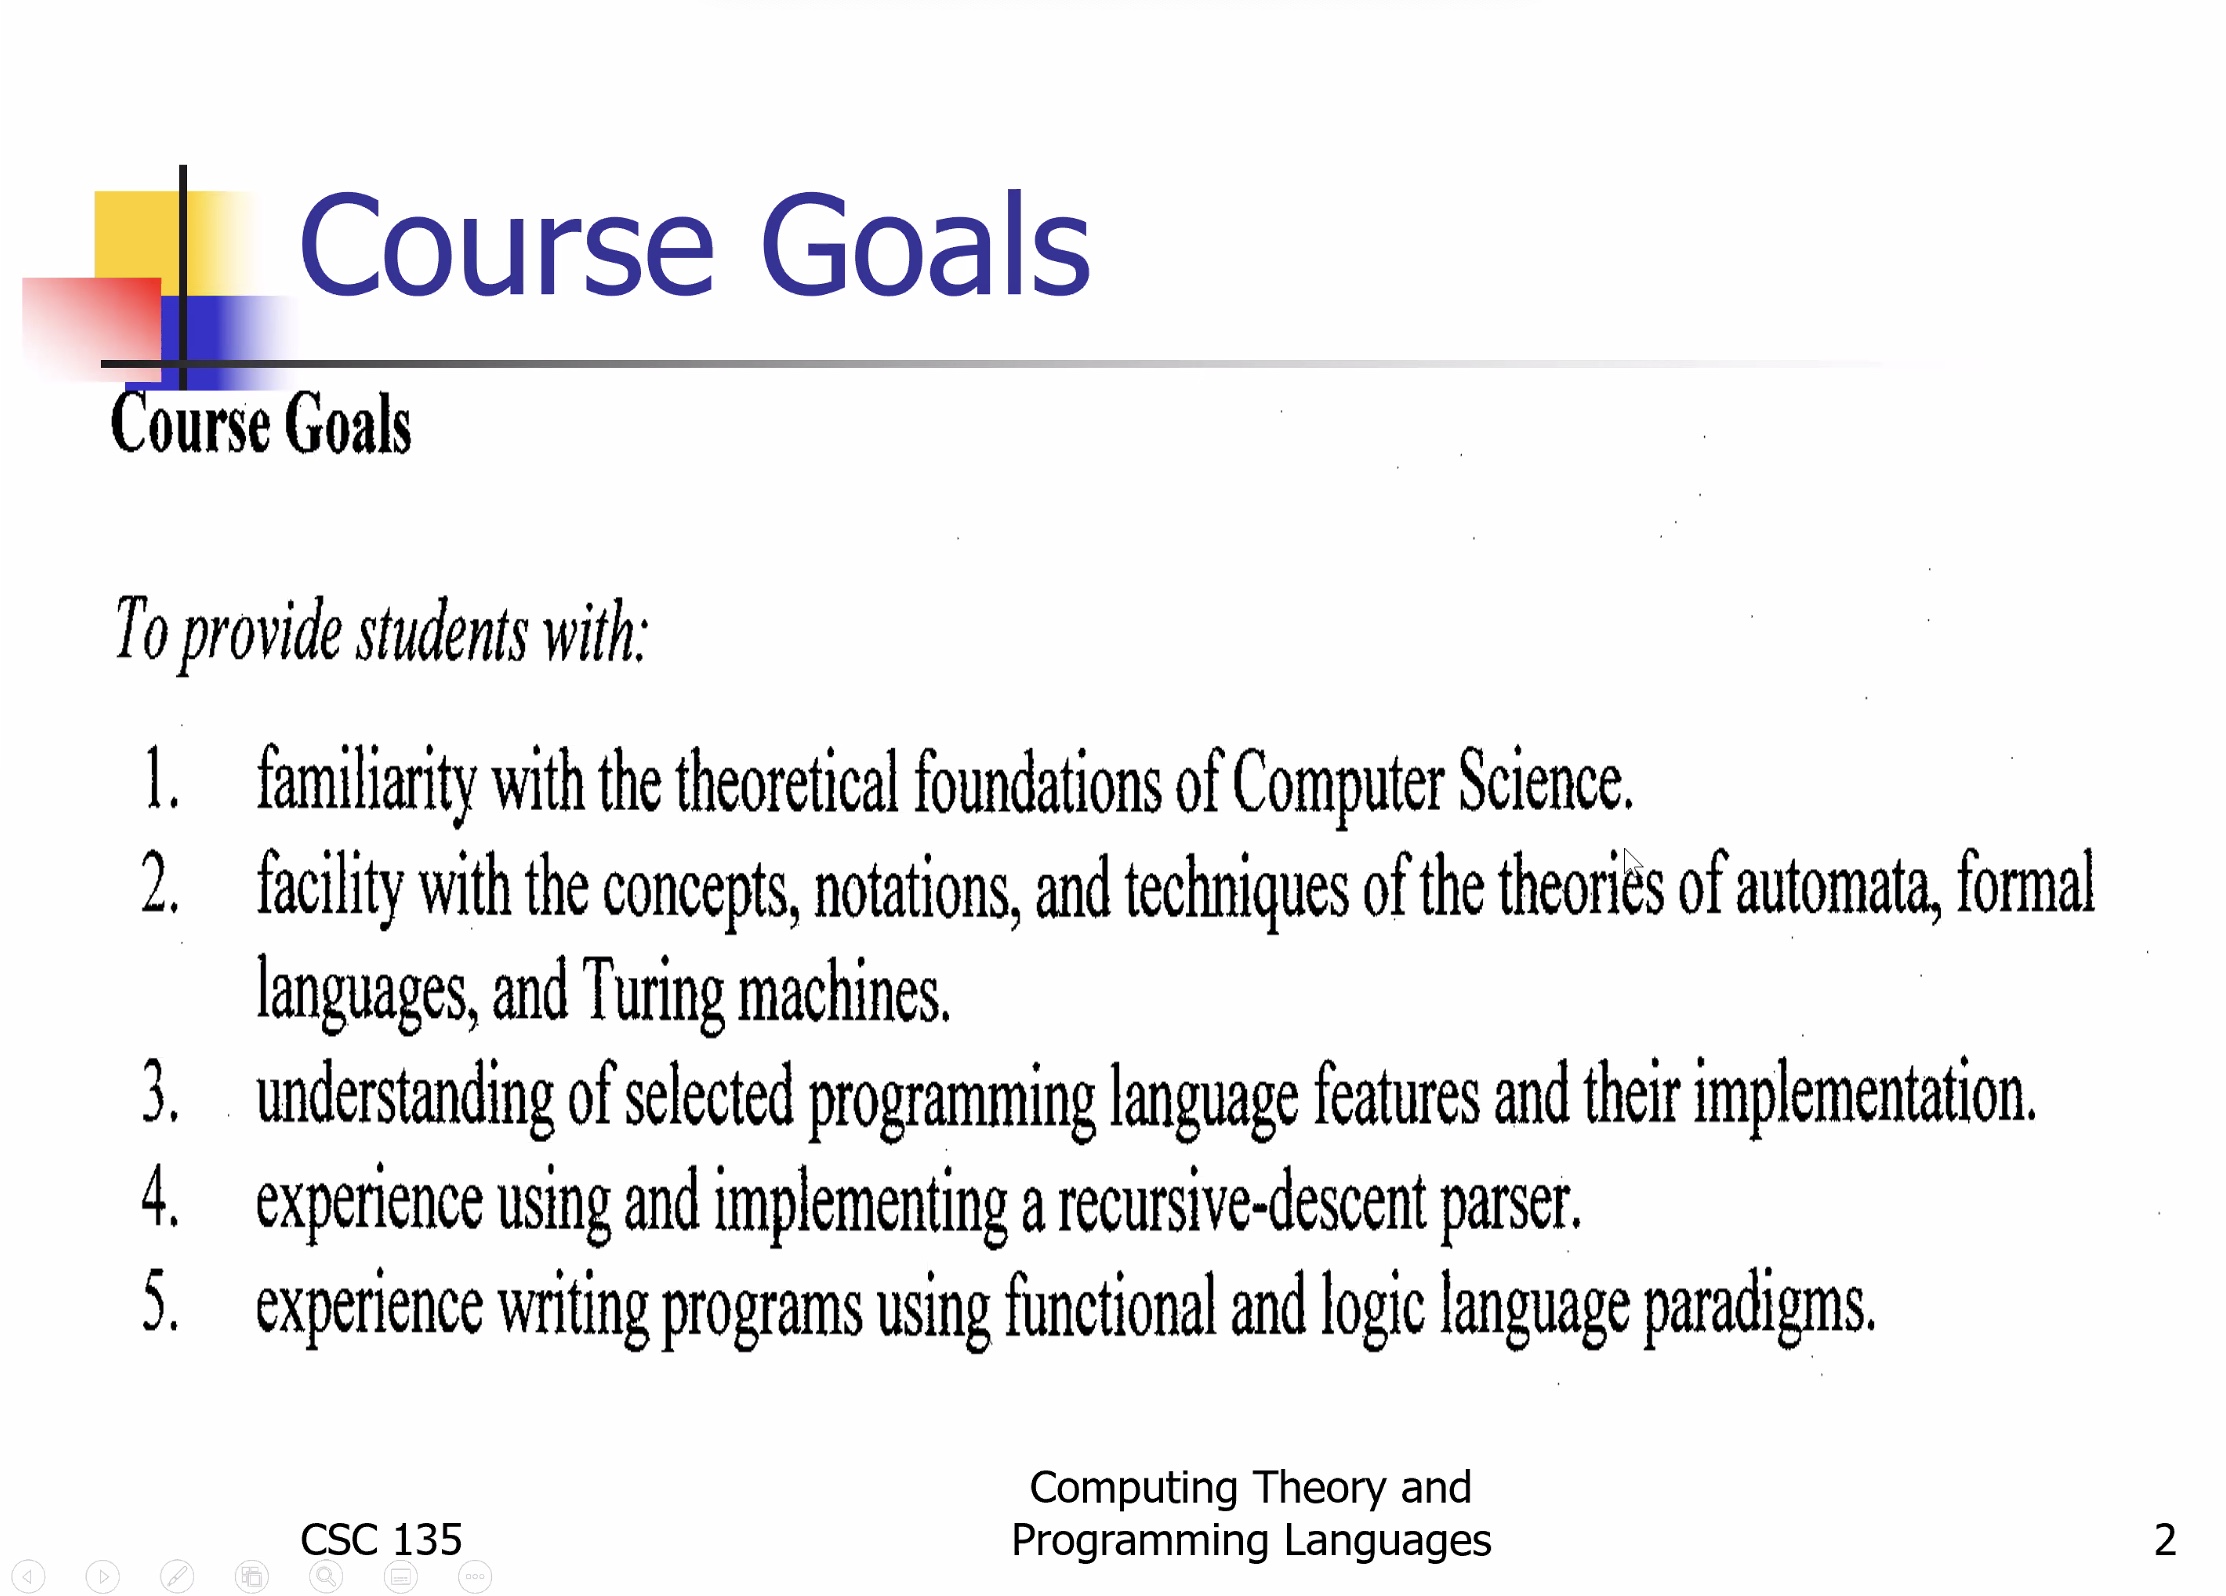 Course Goals
Course Goals
To provide students with:
1. familiarity with the theoretical foundations of Computer Science.
2. facility with the concepts, notations, and techniques of the theories of automata, formal
languages, and Turing machines.
3. understanding of selected programming language features and their implementation.
4. experience using and implementing a recursive-descent parser.
5. experience writing programs using functional and logic language paradigms.
CSC 135
Computing Theory and
Programming Languages
2